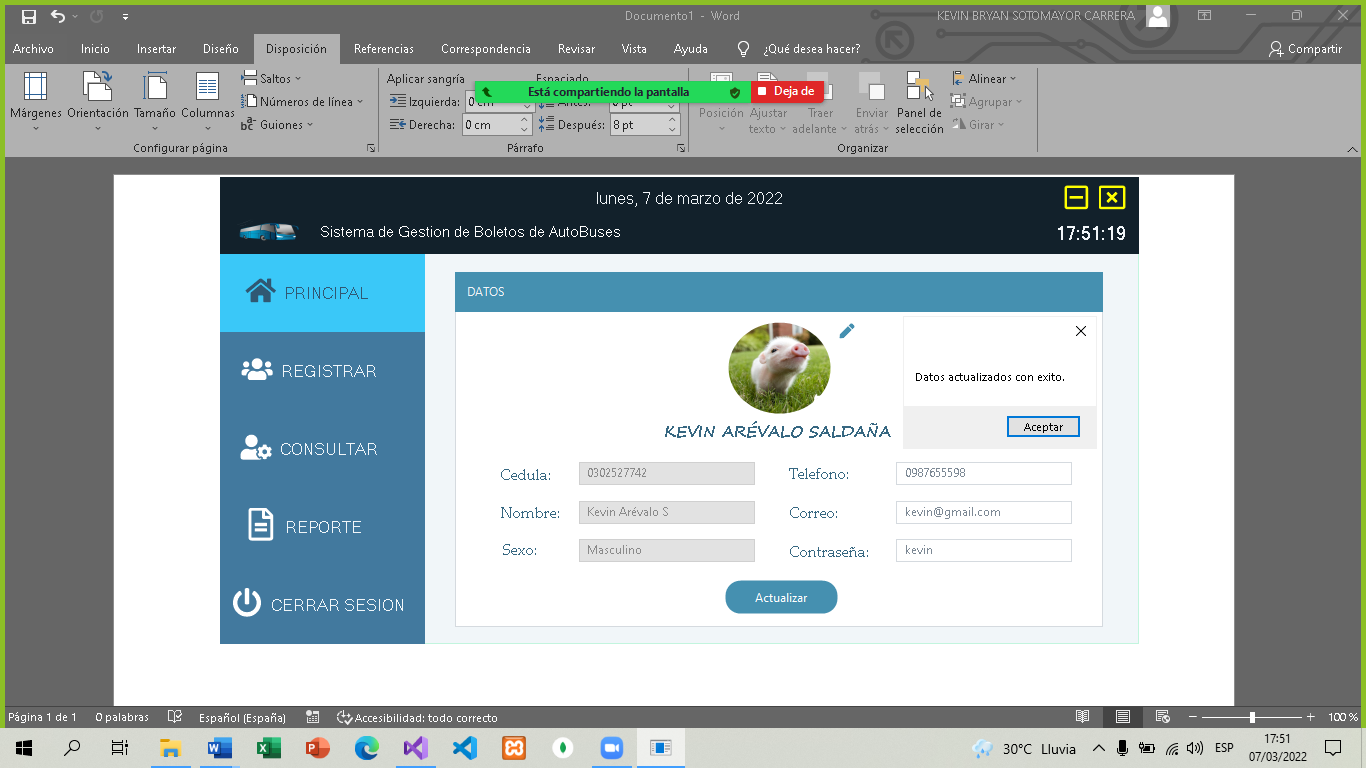 Documento1 - Word
KEVIN BRYAN SOTOMAYOR CARRERA
Archivo Inicio Insertar Diseño Disposición Referencias Correspondencia Revisar Vista Ayuda ¿Qué desea hacer? Compartir
Márgenes Orientación Tamaño Columnas
Saltos
Números de línea
Guiones
Configurar página
Aplicar sangría Espaciado
Izquierda: 0 cm Antes: 0 pt
Derecha: 0 cm Después: 8 pt
Párrafo
Está compartiendo la pantalla Deja de
Posición Ajustar texto Traer adelante Enviar atrás Panel de selección
Alinear
Agrupar
Girar
Organizar
lunes, 7 de marzo de 2022
Sistema de Gestion de Boletos de AutoBuses 17:51:19
PRINCIPAL
REGISTRAR
CONSULTAR
REPORTE
CERRAR SESION
DATOS
KEVIN ARÉVALO SALDAÑA
Datos actualizados con exito.
Aceptar
Cedula: 0302527742 Telefono: 0987655598
Nombre: Kevin Arévalo S Correo: kevin@gmail.com
Sexo: Masculino Contraseña: kevin
Actualizar
Página 1 de 1 0 palabras Español (España) Accesibilidad: todo correcto 100 %
30°C Lluvia ESP 17:51
07/03/2022